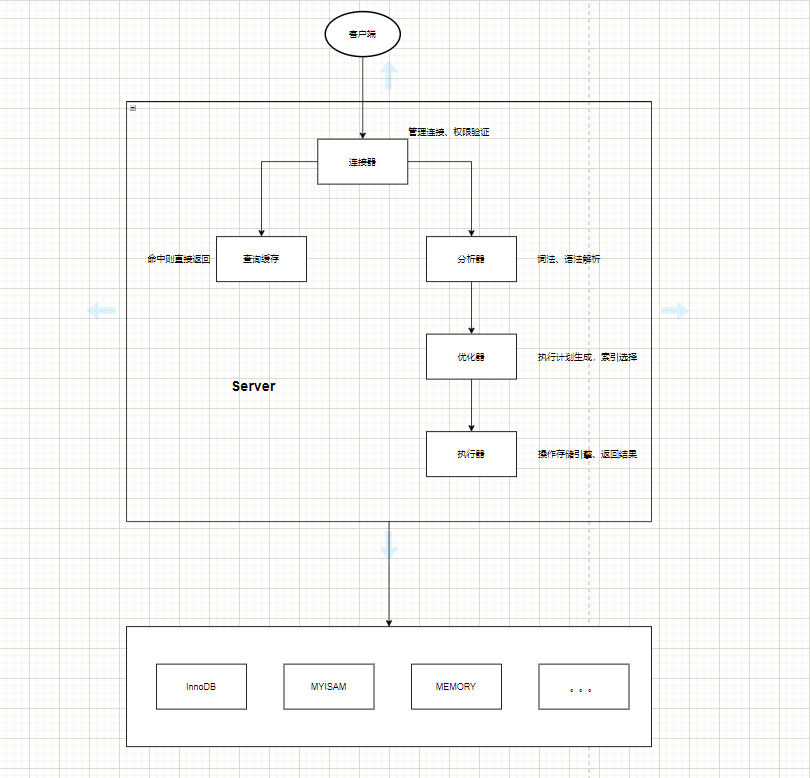 客户端
管理连接、权限验证
连接器
命中则直接返回
查询缓存
分析器
词法、语法解析
优化器
执行计划生成，索引选择
Server
执行器
操作存储引擎、返回结果
InnoDB
MYISAM
MEMORY
。。。